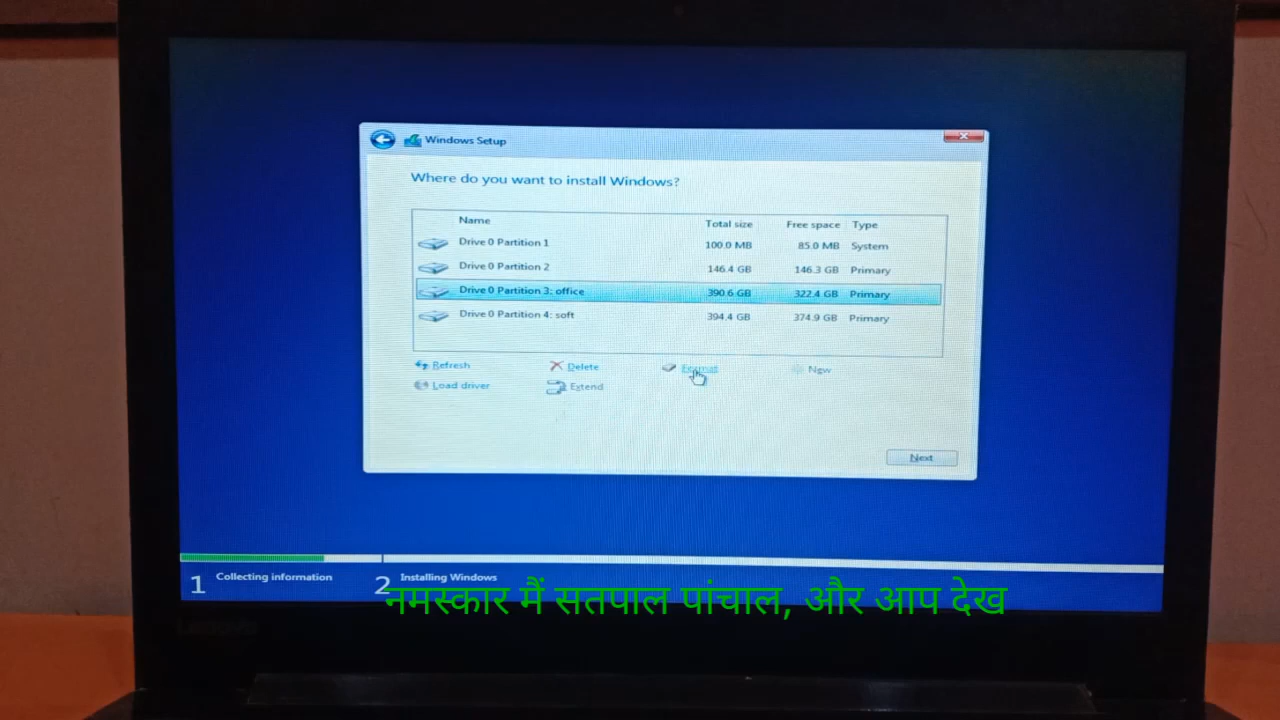 Windows Setup
Where do you want to install Windows?
Name Total size Free space Type
Drive 0 Partition 1 100.0 MB 85.0 MB System
Drive 0 Partition 2 146.4 GB 146.3 GB Primary
Drive 0 Partition 3: office 390.6 GB 322.4 GB Primary
Drive 0 Partition 4: soft 394.4 GB 374.9 GB Primary
Refresh Delete Format New
Load driver Extend
Next
1 Collecting information 2 Installing Windows
नमस्कार मैं सतपाल पांचाल, और आप देख
Lenovo